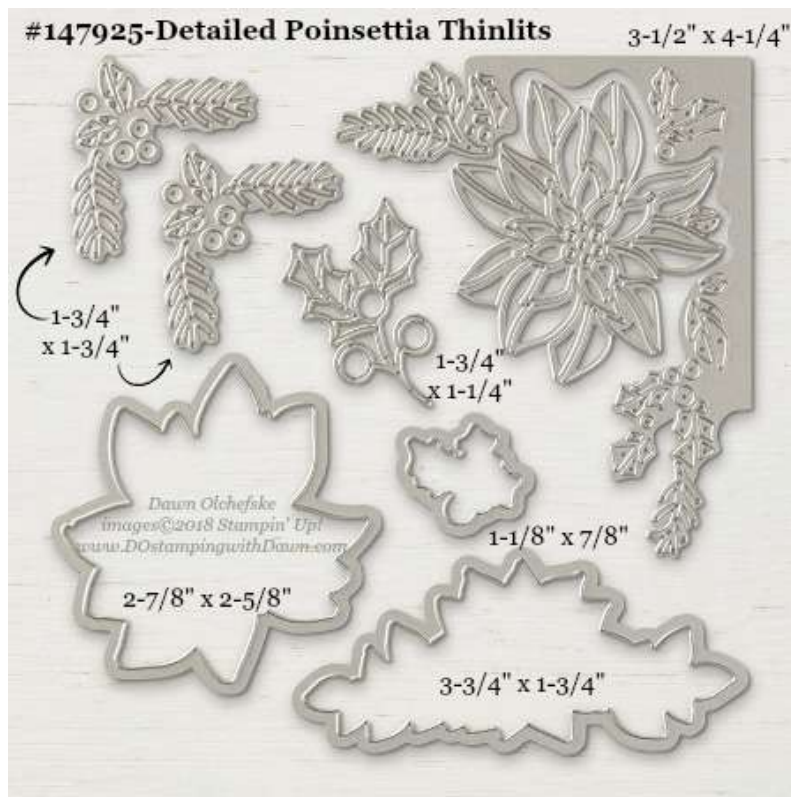 #147925-Detailed Poinsettia Thinlits
3-1/2" x 4-1/4"
1-3/4"
x 1-3/4"
1-3/4"
x 1-1/4"
Dawn Olchefske
images©2018 Stampin' Up!
www.DOstampingwithDawn.com
1-1/8" x 7/8"
2-7/8" x 2-5/8"
3-3/4" x 1-3/4"